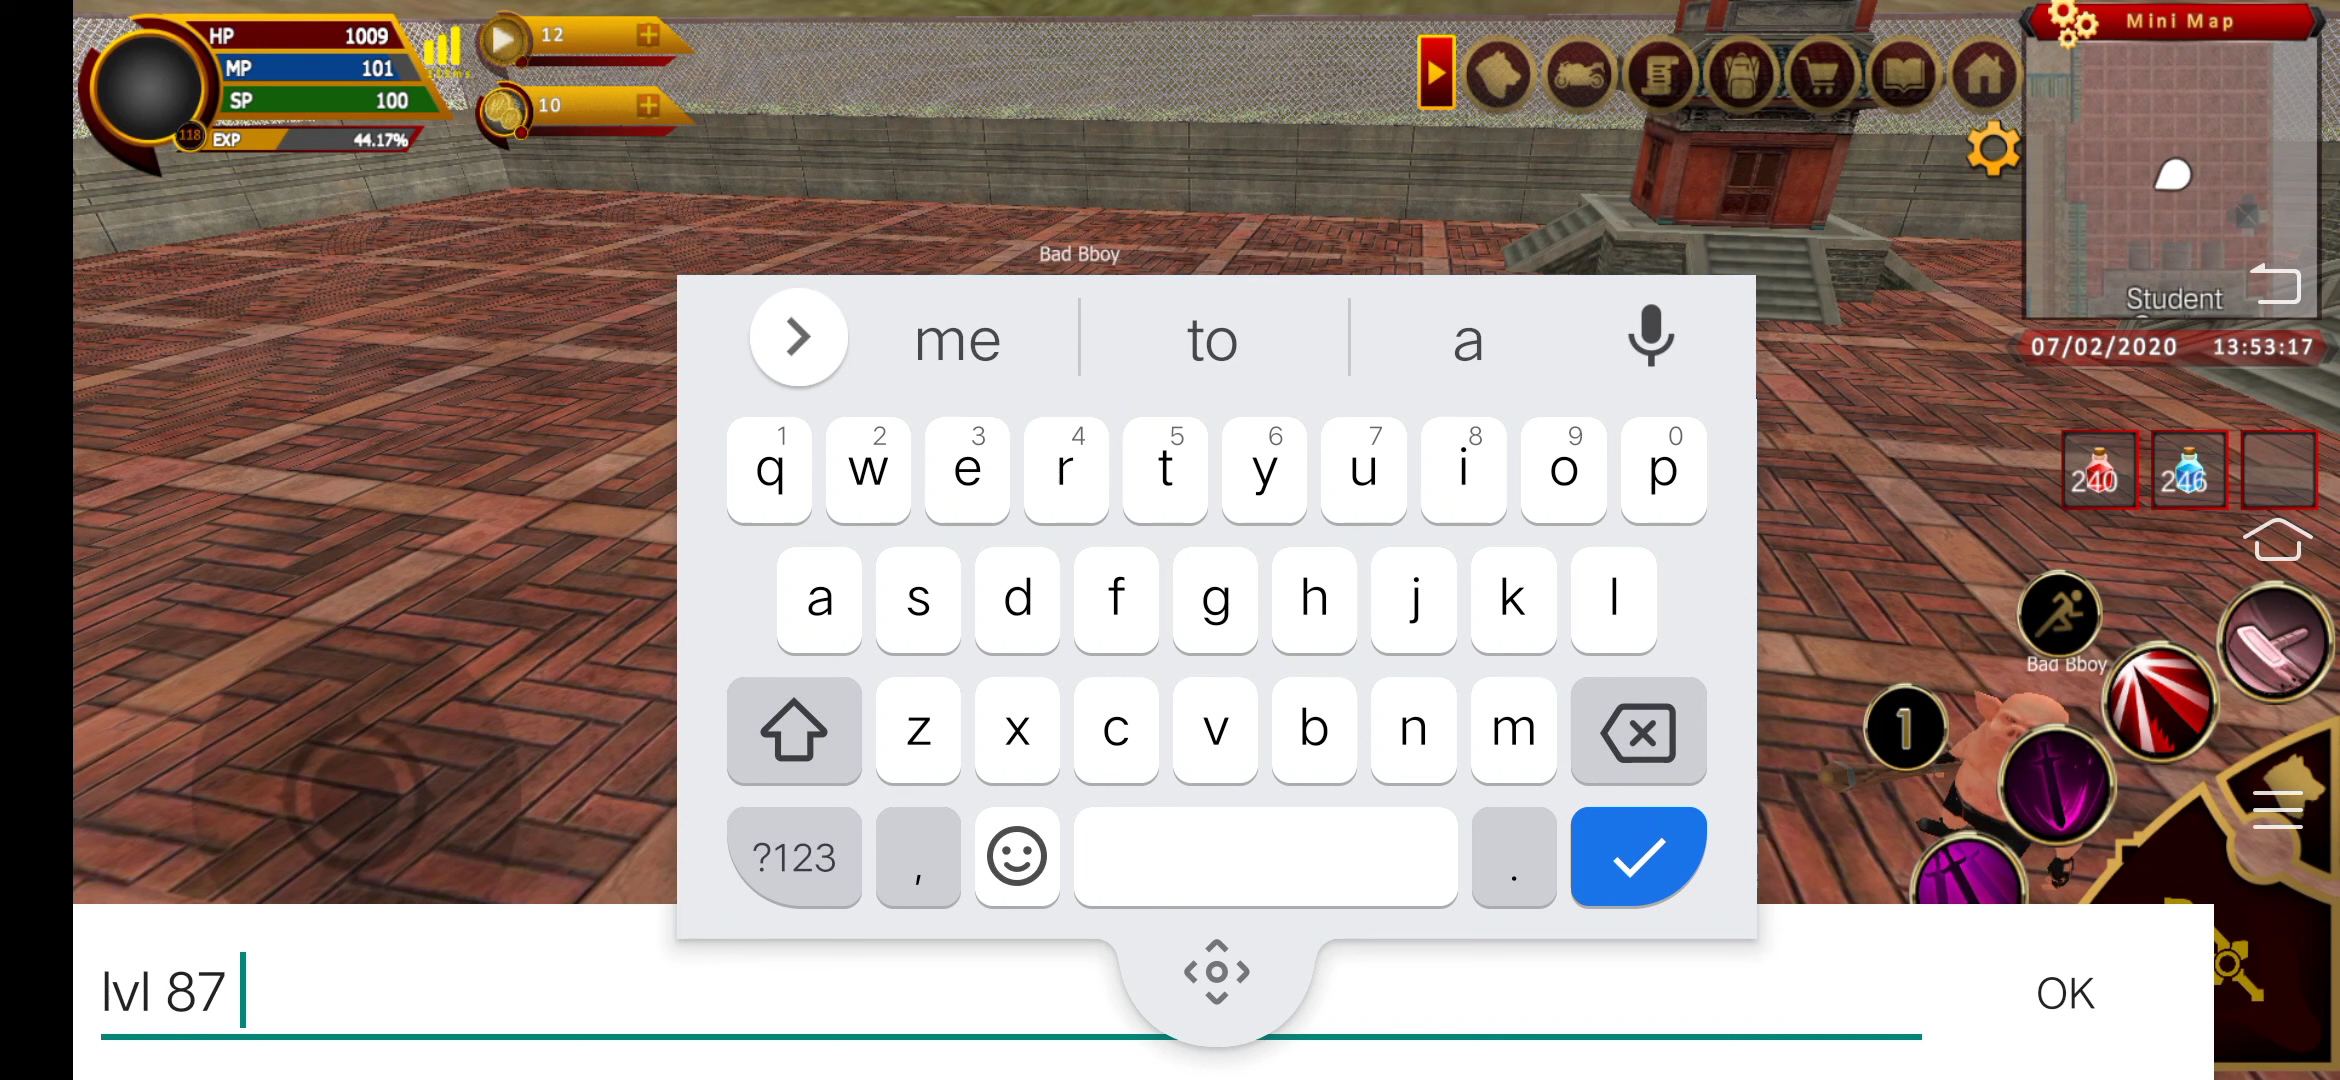 HP 1009
MP 101
SP 100
118 EXP 44.17%
12
10
Mini Map
Student
07/02/2020 13:53:17
Bad Bboy
240 246
Bad Bboy
1
me to a
1 2 3 4 5 6 7 8 9 0
q w e r t y u i o p
a s d f g h j k l
z x c v b n m
?123 , .
lvl 87
OK